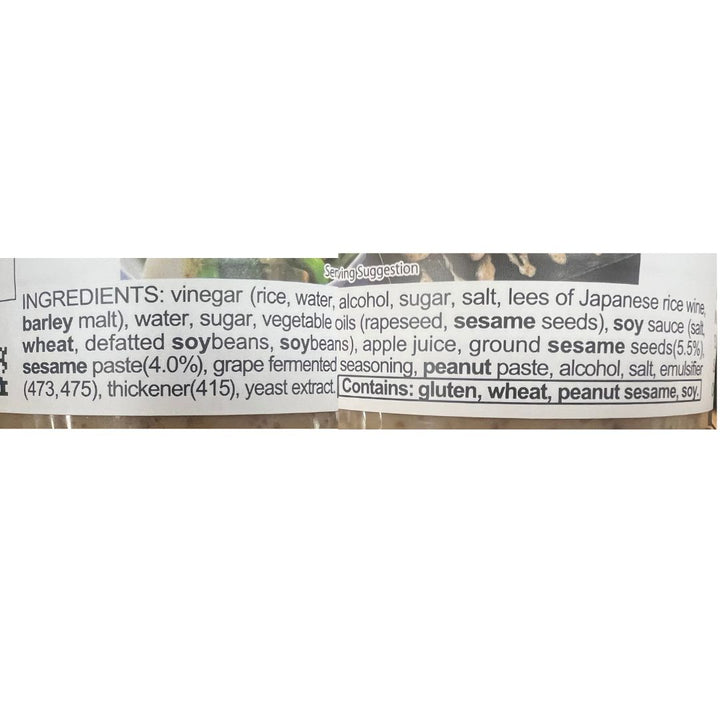 Serving Suggestion
INGREDIENTS: vinegar (rice, water, alcohol, sugar, salt, lees of Japanese rice wine,
barley malt), water, sugar, vegetable oils (rapeseed, sesame seeds), soy sauce (salt,
wheat, defatted soybeans, soybeans), apple juice, ground sesame seeds(5.5%),
sesame paste(4.0%), grape fermented seasoning, peanut paste, alcohol, salt, emulsifier
(473,475), thickener(415), yeast extract. Contains: gluten, wheat, peanut sesame, soy.